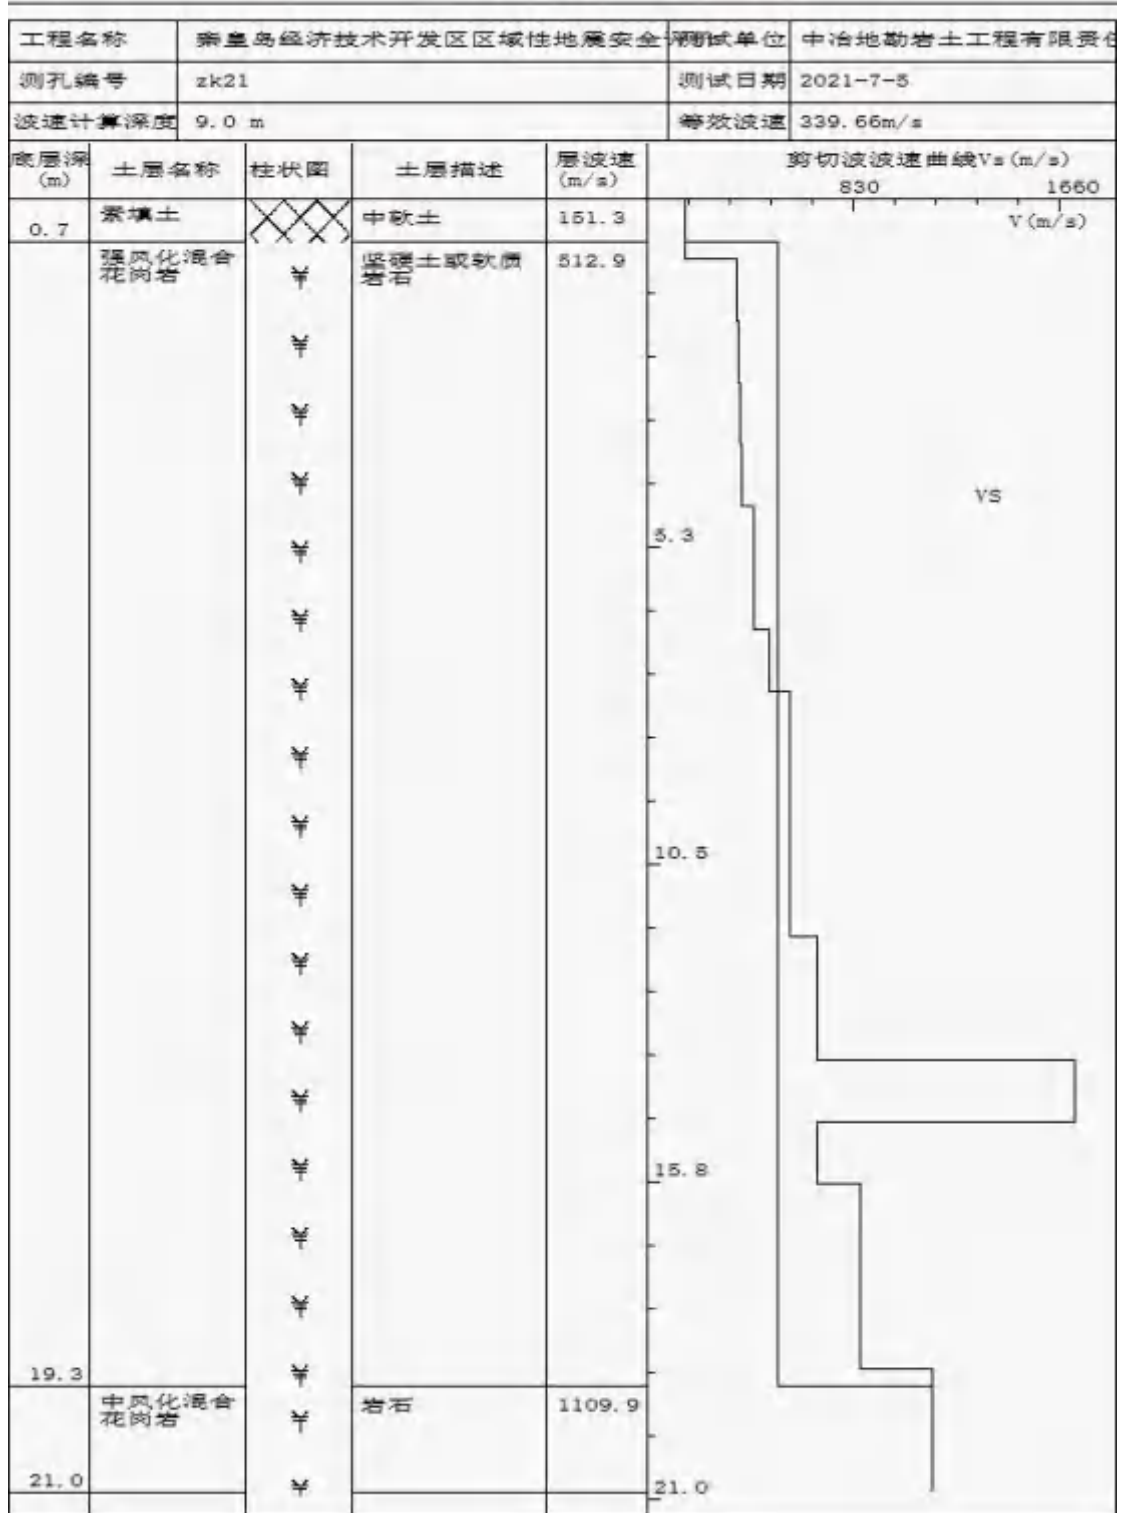 工程名称 秦皇岛经济技术开发区区域性地震安全 测试单位 中冶地勘岩土工程有限责任
测孔编号 zk21 测试日期 2021-7-5
波速计算深度 9.0 m 等效波速 339.66m/s
底层深(m) 土层名称 柱状图 土层描述 层波速(m/s) 剪切波波速曲线Vs(m/s)
830 1660
V(m/s)
0.7 素填土 中软土 151.3
强风化混合花岗岩 坚硬土或软质岩石 512.9
VS
5.3
10.5
15.8
19.3
中风化混合花岗岩 岩石 1109.9
21.0 21.0